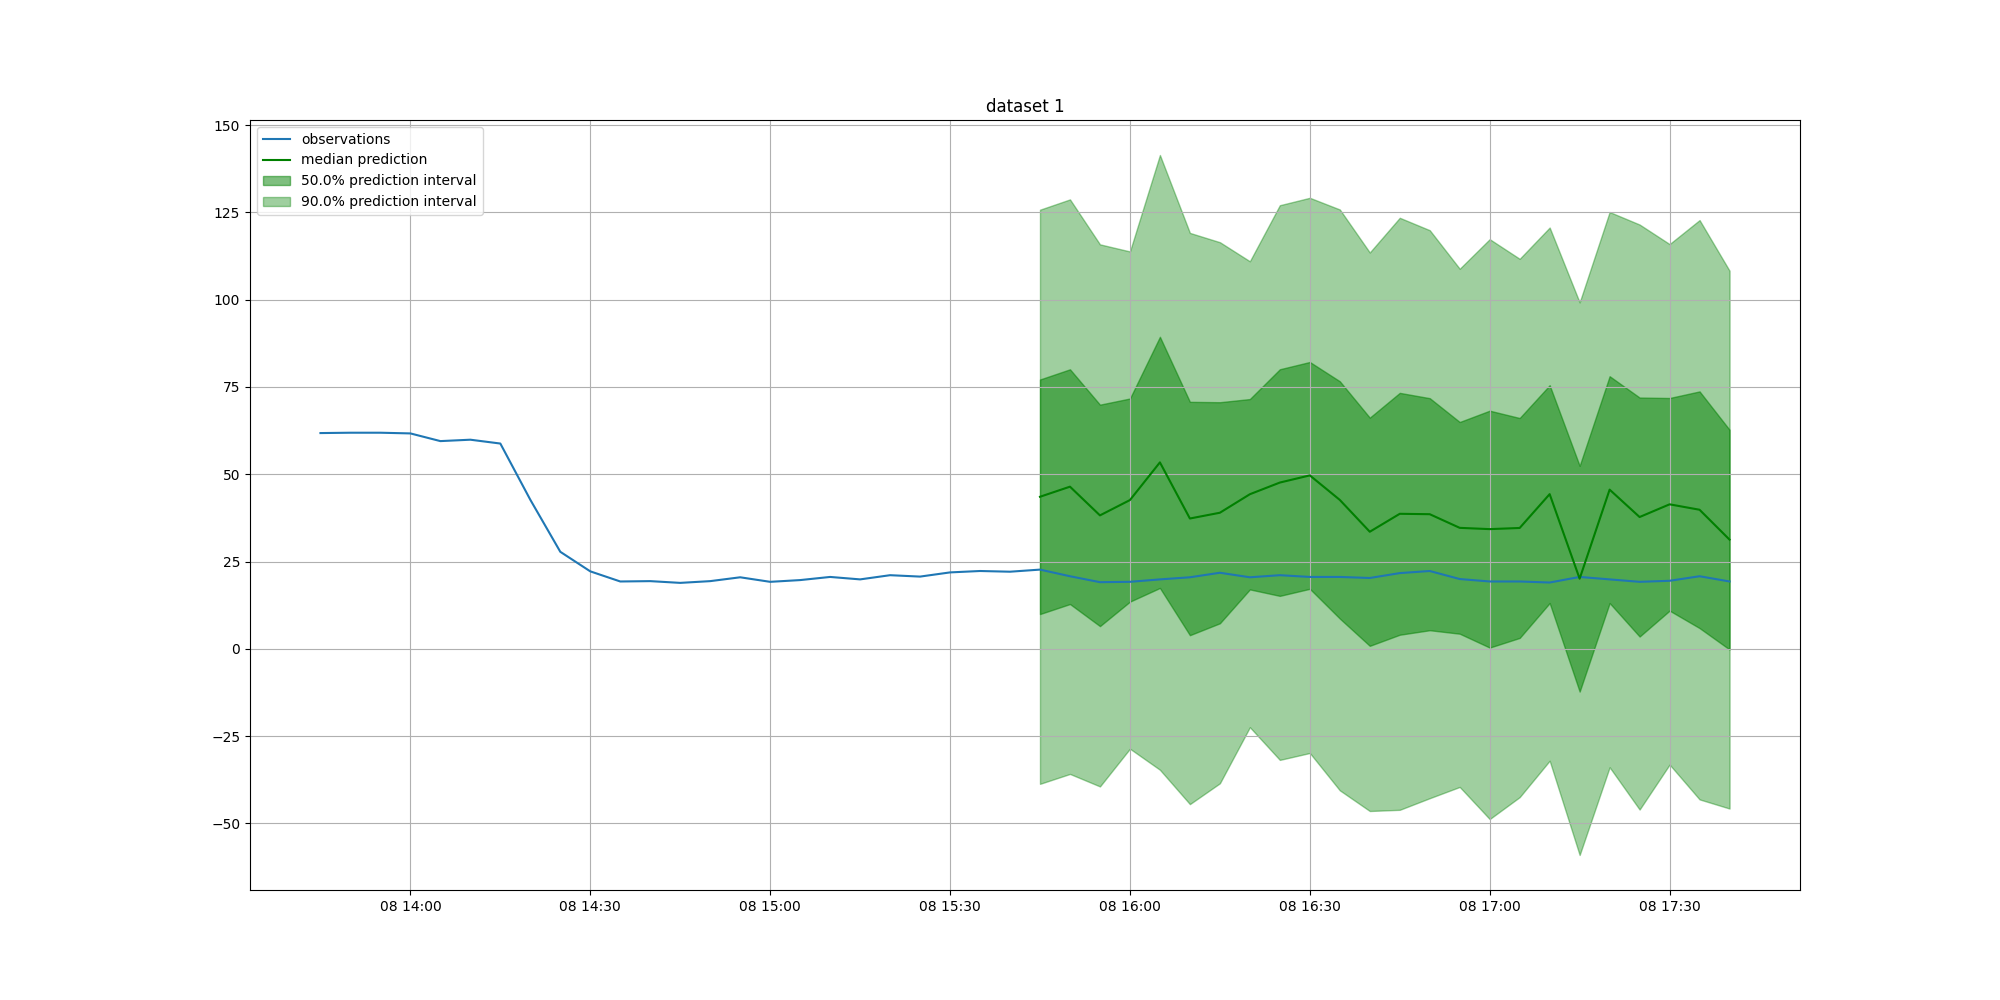 dataset 1
150
125
100
75
50
25
0
−25
−50
observations
median prediction
50.0% prediction interval
90.0% prediction interval
08 14:00 08 14:30 08 15:00 08 15:30 08 16:00 08 16:30 08 17:00 08 17:30